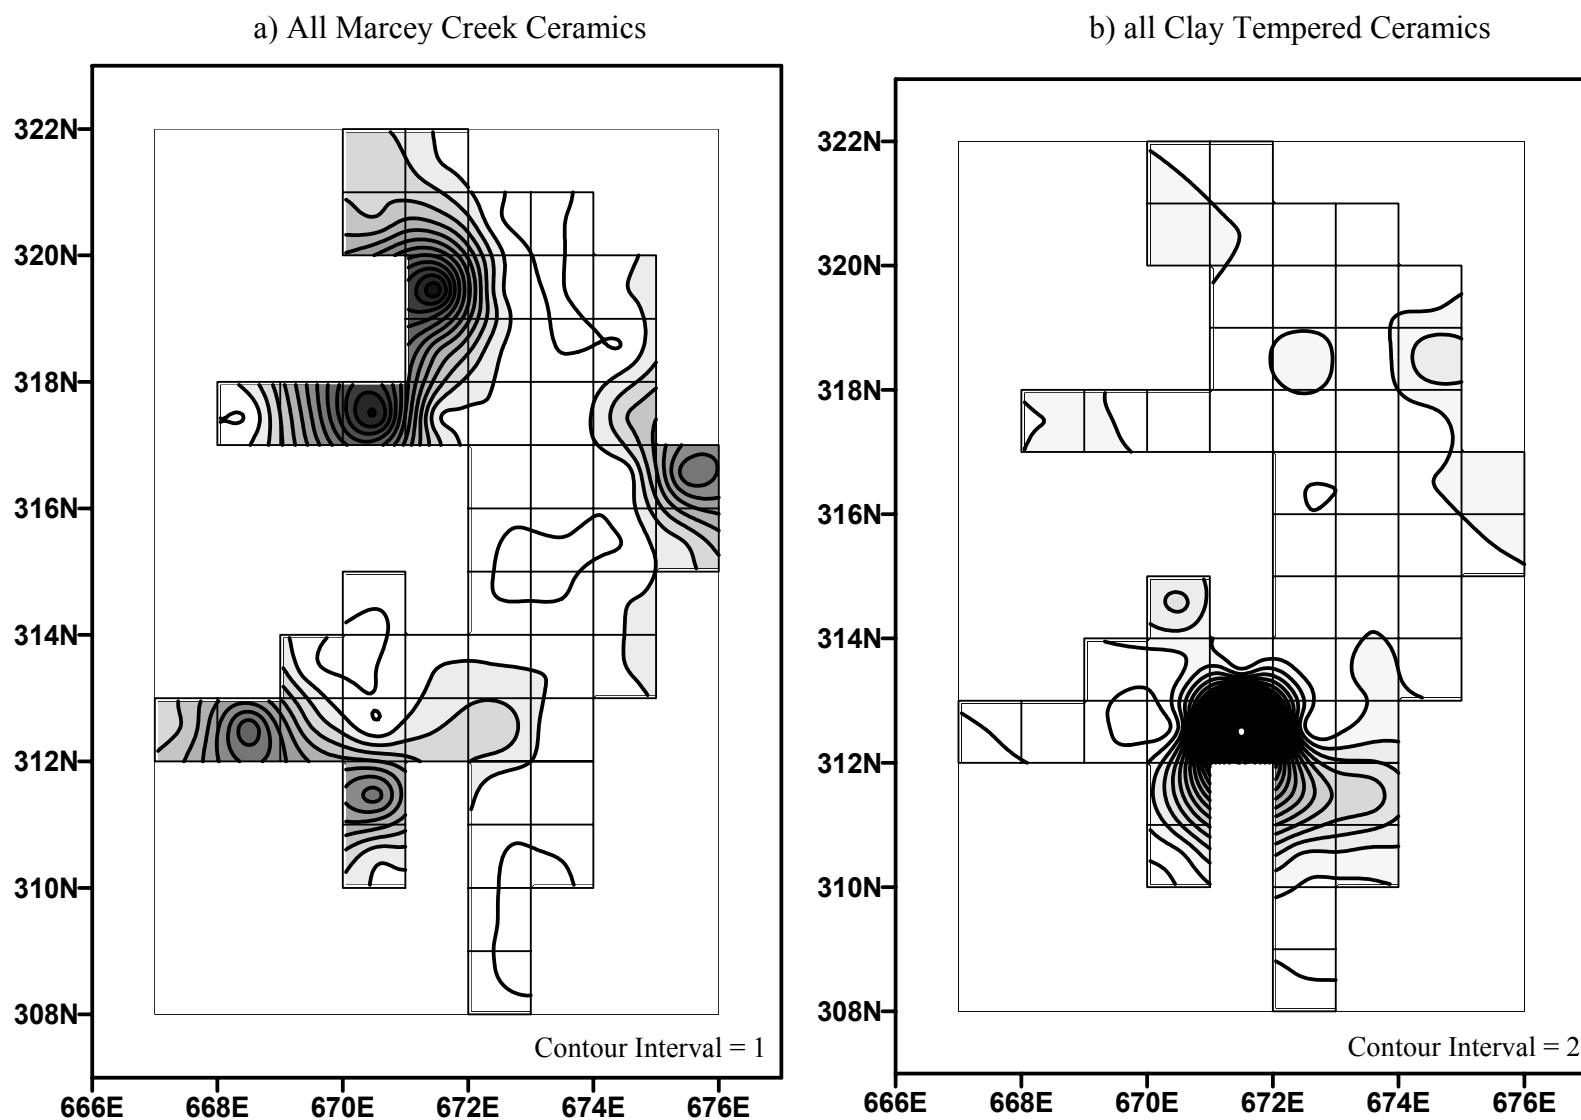 a) All Marcey Creek Ceramics
b) all Clay Tempered Ceramics
322N
320N
318N
316N
314N
312N
310N
308N
Contour Interval = 1
666E 668E 670E 672E 674E 676E
322N
320N
318N
316N
314N
312N
310N
308N
Contour Interval = 2
666E 668E 670E 672E 674E 676E